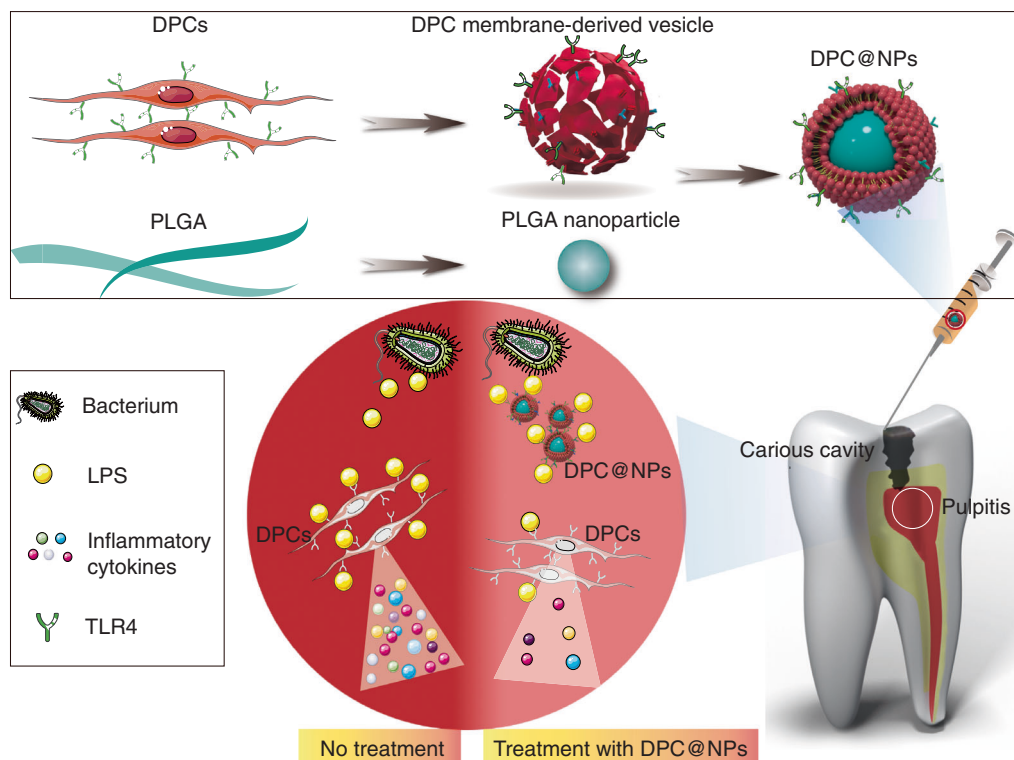 DPCs
DPC membrane-derived vesicle
DPC@NPs
PLGA
PLGA nanoparticle
Bacterium
LPS
Inflammatory
cytokines
TLR4
DPC@NPs
DPCs
DPCs
No treatment
Treatment with DPC@NPs
Carious cavity
Pulpitis